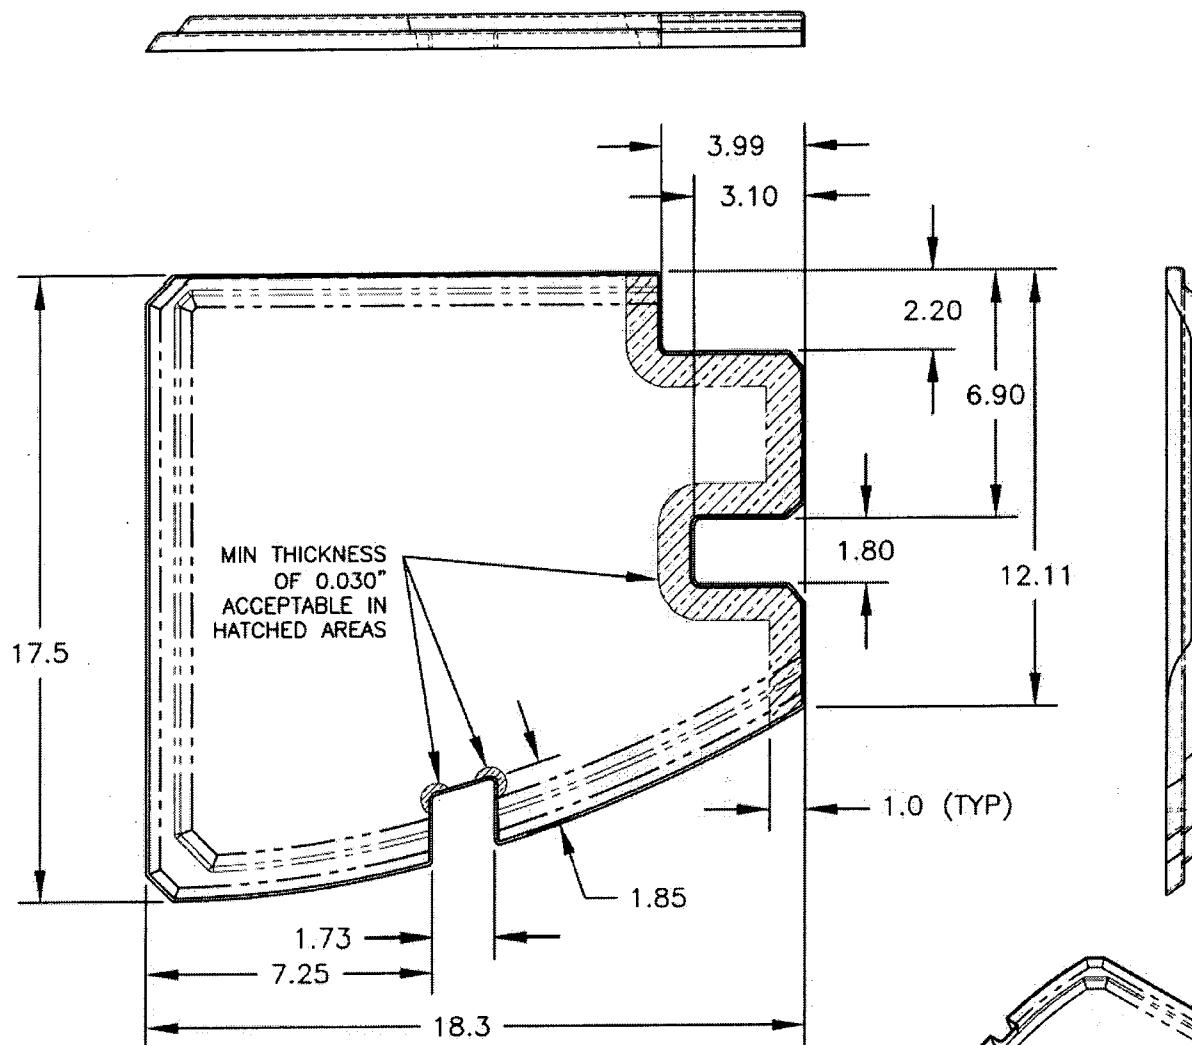 3.99
3.10
2.20
6.90
MIN THICKNESS
OF 0.030"
ACCEPTABLE IN
HATCHED AREAS
1.80
12.11
17.5
1.0 (TYP)
1.85
1.73
7.25
18.3